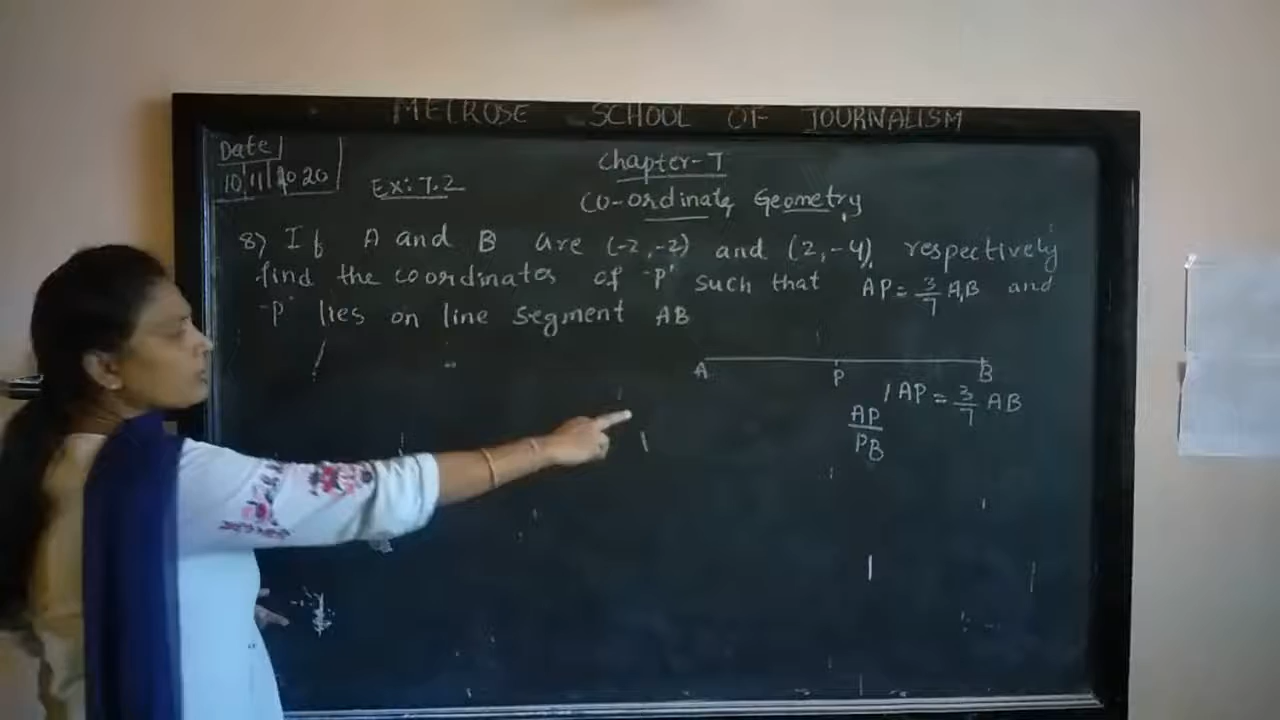 MELROSE SCHOOL OF JOURNALISM
Date
10/11/2020
Chapter-7
Ex: 7.2
CO-ordinate Geometry
8) If A and B are (-2,-2) and (2,-4), respectively
find the coordinates of 'P' such that AP = 3/7 AB and
'P' lies on line segment AB
A P B
AP = 3/7 AB
AP
PB